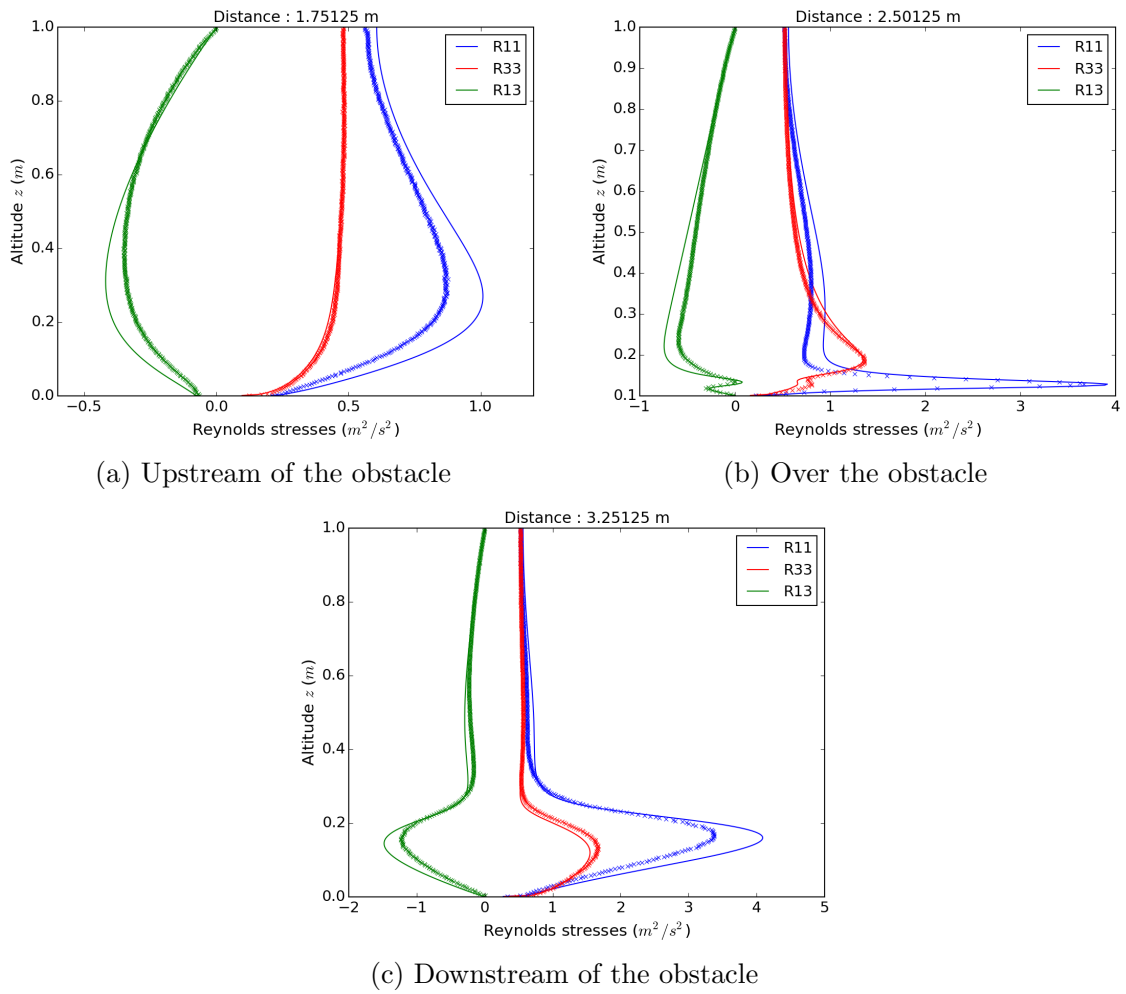 Distance : 1.75125 m
1.0
0.8
0.6
0.4
0.2
0.0
Altitude z (m)
−0.5 0.0 0.5 1.0
Reynolds stresses (m²/s²)
R11
R33
R13
(a) Upstream of the obstacle
Distance : 2.50125 m
1.0
0.9
0.8
0.7
0.6
0.5
0.4
0.3
0.2
0.1
Altitude z (m)
−1 0 1 2 3 4
Reynolds stresses (m²/s²)
R11
R33
R13
(b) Over the obstacle
Distance : 3.25125 m
1.0
0.8
0.6
0.4
0.2
0.0
Altitude z (m)
−2 −1 0 1 2 3 4 5
Reynolds stresses (m²/s²)
R11
R33
R13
(c) Downstream of the obstacle